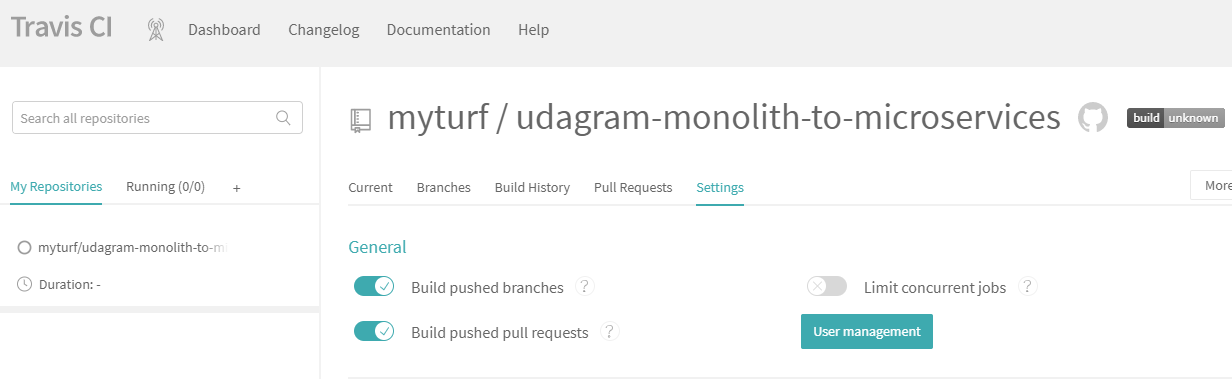 Travis CI
Dashboard Changelog Documentation Help
Search all repositories
myturf / udagram-monolith-to-microservices
build unknown
My Repositories Running (0/0) +
Current Branches Build History Pull Requests Settings
More
myturf/udagram-monolith-to-m
Duration: -
General
Build pushed branches ?
Limit concurrent jobs ?
Build pushed pull requests ?
User management